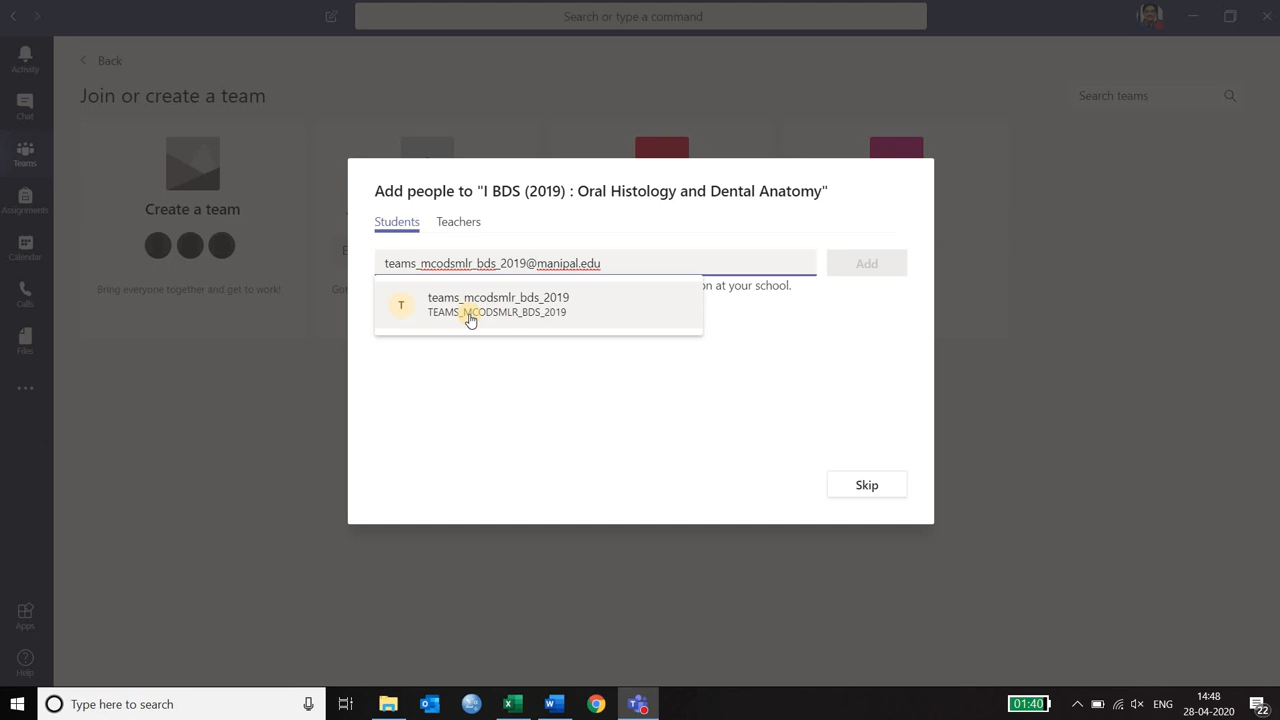 Search or type a command
Activity
Chat
Teams
Assignments
Calendar
Calls
Files
Apps
Help
Back
Join or create a team
Search teams
Create a team
Bring everyone together and get to work!
Add people to "I BDS (2019) : Oral Histology and Dental Anatomy"
Students Teachers
teams_mcodsmlr_bds_2019@manipal.edu
Add
on at your school.
T
teams_mcodsmlr_bds_2019
TEAMS_MCODSMLR_BDS_2019
Skip
Type here to search
01:40
ENG
14:48
28-04-2020
22